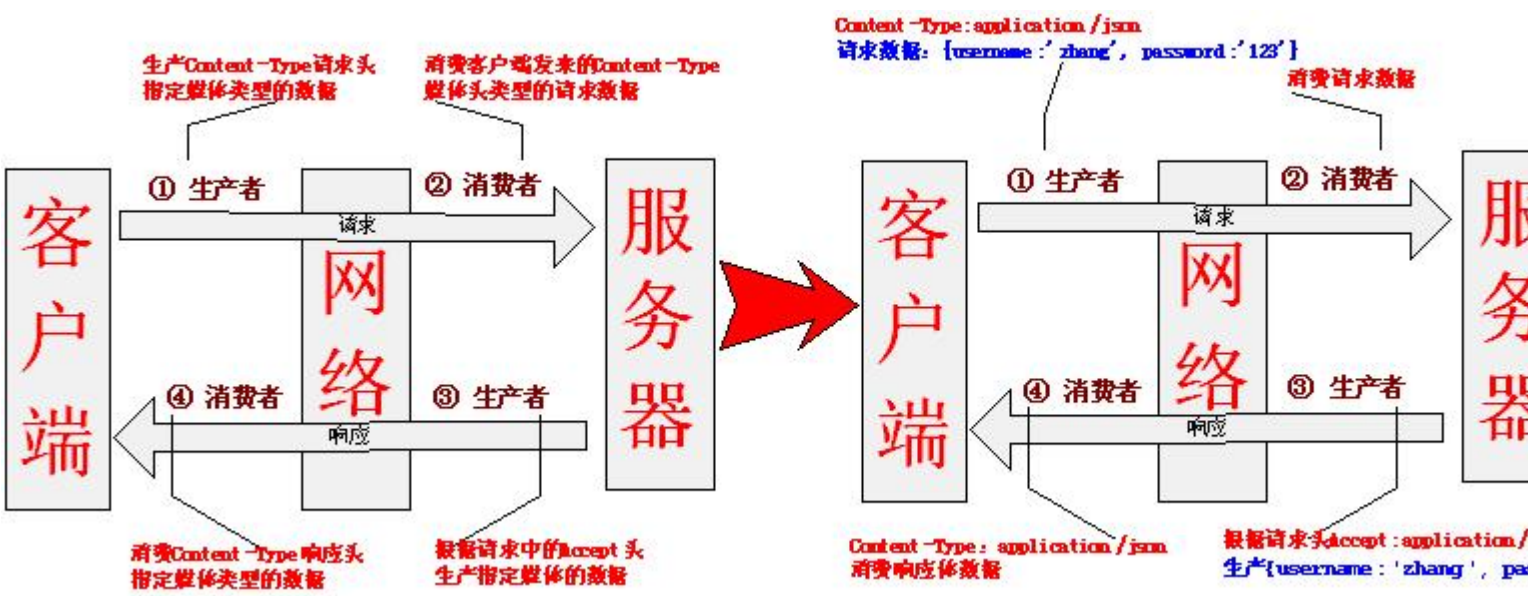 生产Content-Type请求头
指定媒体类型的数据
消费客户端发来的Content-Type
媒体头类型的请求数据
① 生产者
② 消费者
客户端
请求
网络
服务器
④ 消费者
③ 生产者
响应
消费Content-Type响应头
指定媒体类型的数据
根据请求中的Accept 头
生产指定媒体的数据
Content-Type:application/json
请求数据：{username:'zhang', password:'123'}
消费请求数据
① 生产者
② 消费者
客户端
请求
网络
服务器
④ 消费者
③ 生产者
响应
Content-Type：application/json
消费响应体数据
根据请求头Accept:application/
生产{username：'zhang'，pas